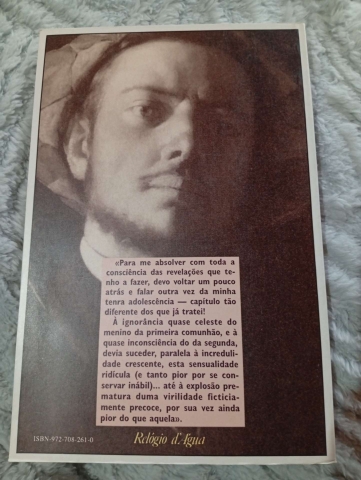 «Para me absolver com toda a
consciência das revelações que te-
nho a fazer, devo voltar um pouco
atrás e falar outra vez da minha
tenra adolescência — capítulo tão
diferente dos que já tratei!
À ignorância quase celeste do
menino da primeira comunhão, e à
quase inconsciência do da segunda,
devia suceder, paralela à increduli-
dade crescente, esta sensualidade
ridícula (e tanto pior por se con-
servar inábil)... até à explosão pre-
matura duma virilidade ficticia-
mente precoce, por sua vez ainda
pior do que aquela».
ISBN-972-708-261-0
Relógio d'Água